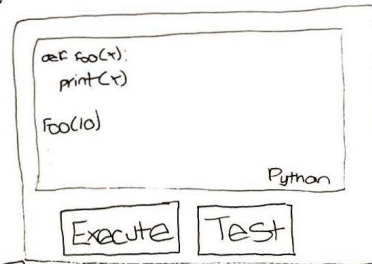 def foo(x):
print(x)
foo(10)
Python
Execute
Test